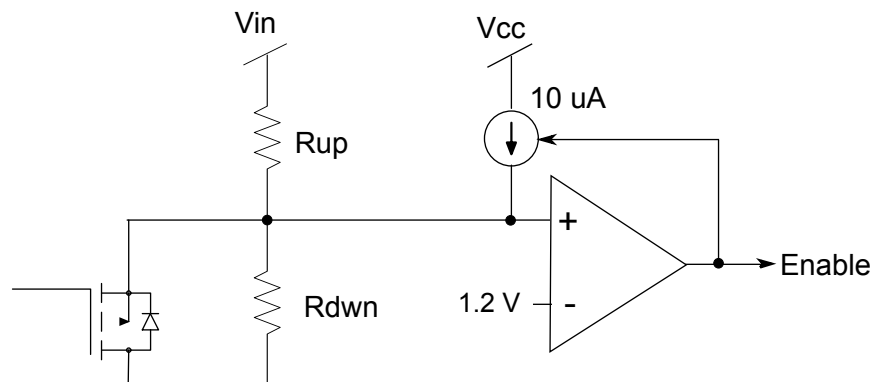 Vin
Vcc
10 uA
Rup
+
Enable
Rdwn
1.2 V
-